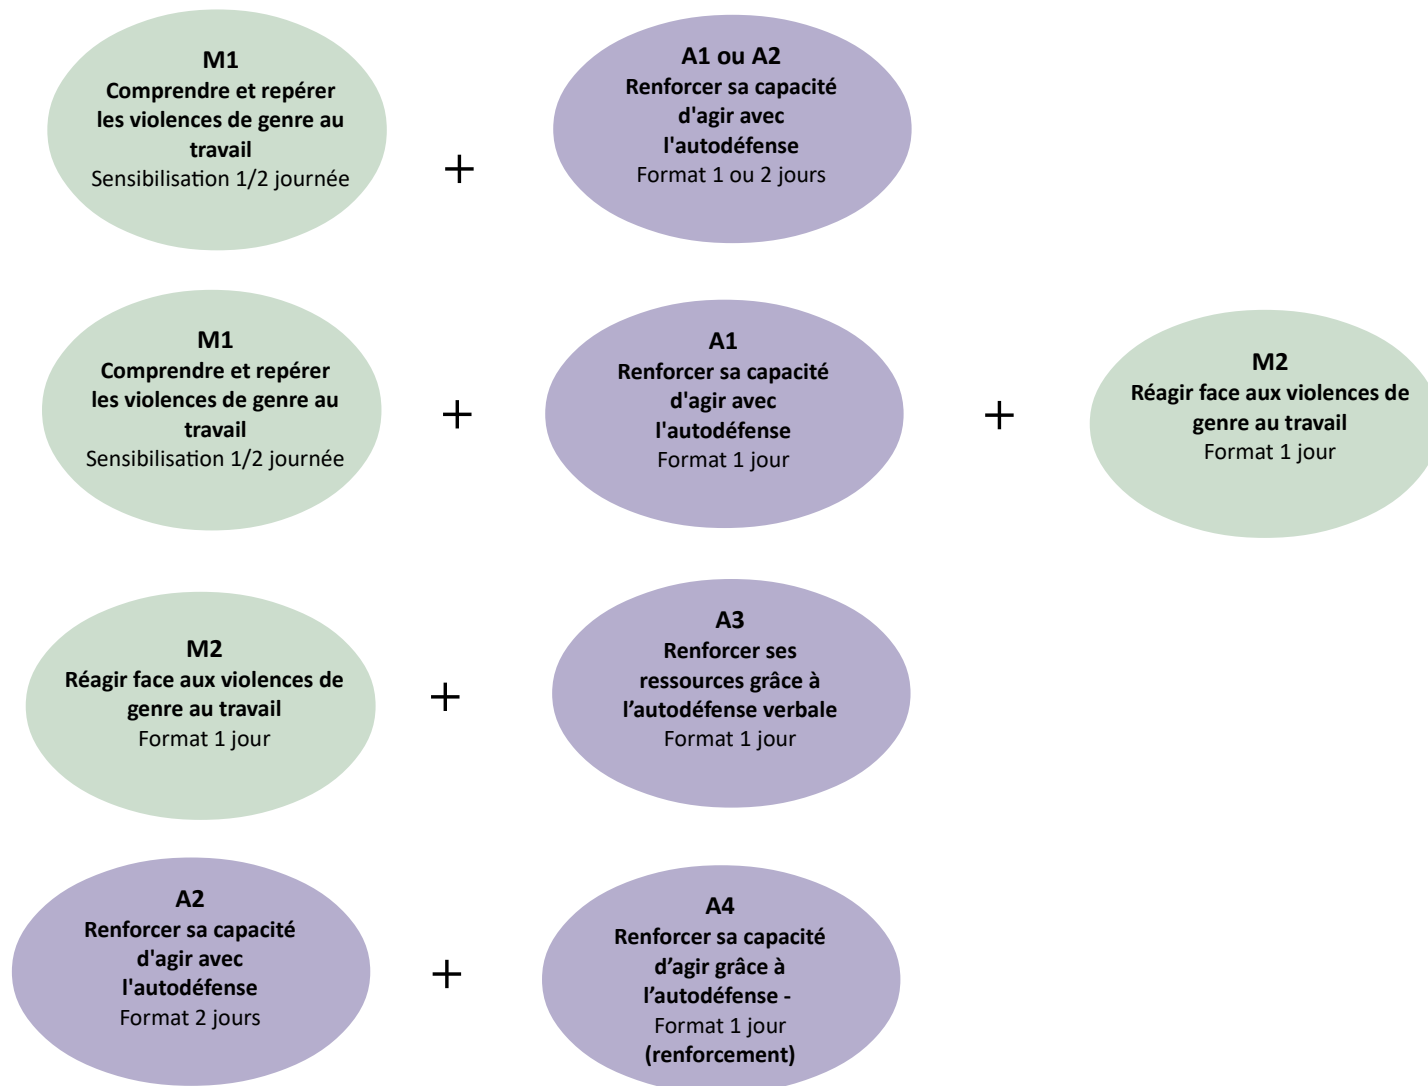 M1
Comprendre et repérer
les violences de genre au
travail
Sensibilisation 1/2 journée
+
A1 ou A2
Renforcer sa capacité
d'agir avec
l'autodéfense
Format 1 ou 2 jours
M1
Comprendre et repérer
les violences de genre au
travail
Sensibilisation 1/2 journée
+
A1
Renforcer sa capacité
d'agir avec
l'autodéfense
Format 1 jour
+
M2
Réagir face aux violences de
genre au travail
Format 1 jour
M2
Réagir face aux violences de
genre au travail
Format 1 jour
+
A3
Renforcer ses
ressources grâce à
l’autodéfense verbale
Format 1 jour
A2
Renforcer sa capacité
d'agir avec
l'autodéfense
Format 2 jours
+
A4
Renforcer sa capacité
d’agir grâce à
l’autodéfense -
Format 1 jour
(renforcement)